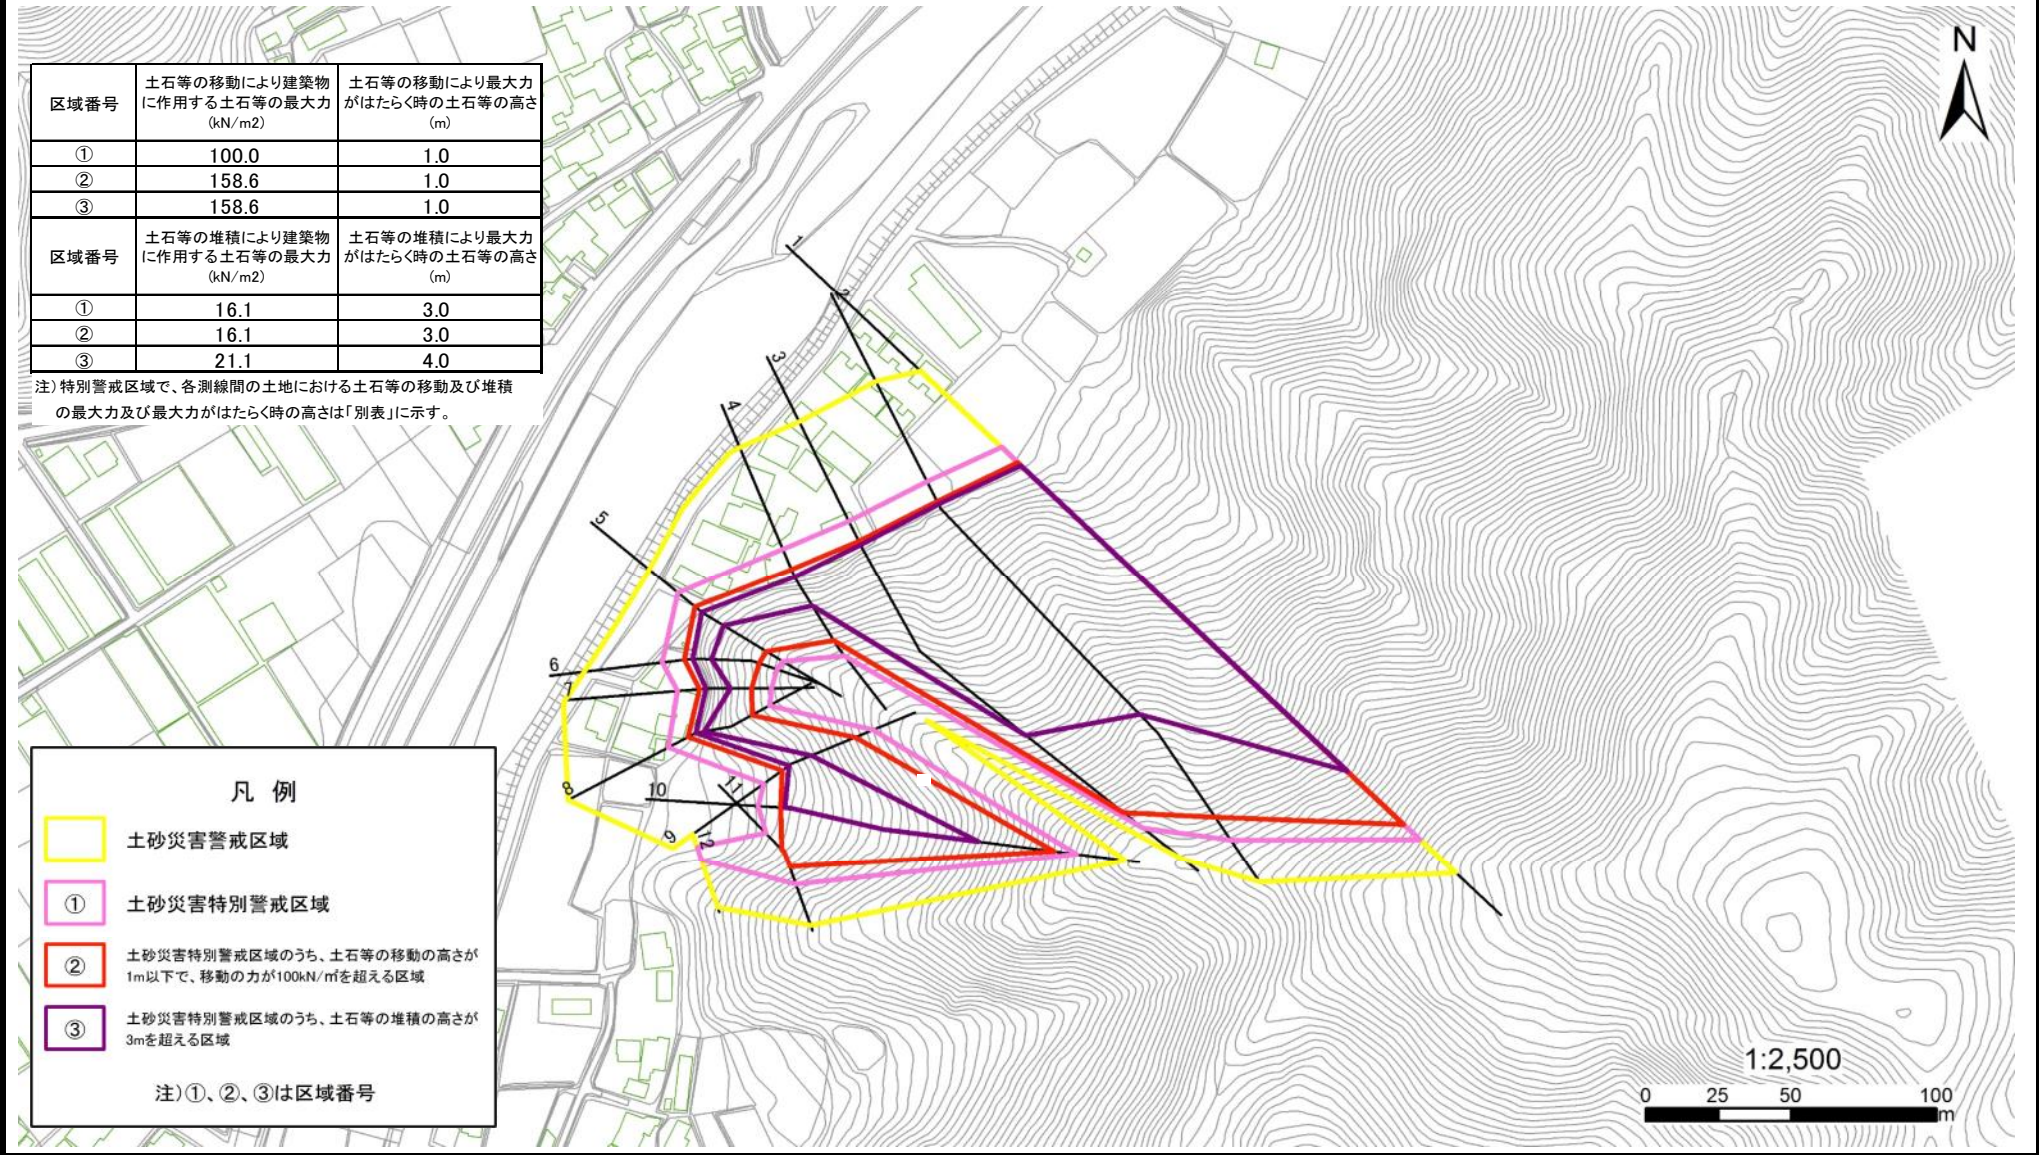 区域番号
土石等の移動により建築物
に作用する土石等の最大力
(kN/m2)
土石等の移動により最大力
がはたらく時の土石等の高さ
(m)
① 100.0 1.0
② 158.6 1.0
③ 158.6 1.0
区域番号
土石等の堆積により建築物
に作用する土石等の最大力
(kN/m2)
土石等の堆積により最大力
がはたらく時の土石等の高さ
(m)
① 16.1 3.0
② 16.1 3.0
③ 21.1 4.0
注)特別警戒区域で、各測線間の土地における土石等の移動及び堆積
の最大力及び最大力がはたらく時の高さは「別表」に示す。
N
1
2
3
4
5
6
7
8
9
10
11
12
凡 例
土砂災害警戒区域
① 土砂災害特別警戒区域
② 土砂災害特別警戒区域のうち、土石等の移動の高さが
1m以下で、移動の力が100kN/㎡を超える区域
③ 土砂災害特別警戒区域のうち、土石等の堆積の高さが
3mを超える区域
注)①、②、③は区域番号
1:2,500
0 25 50 100
m